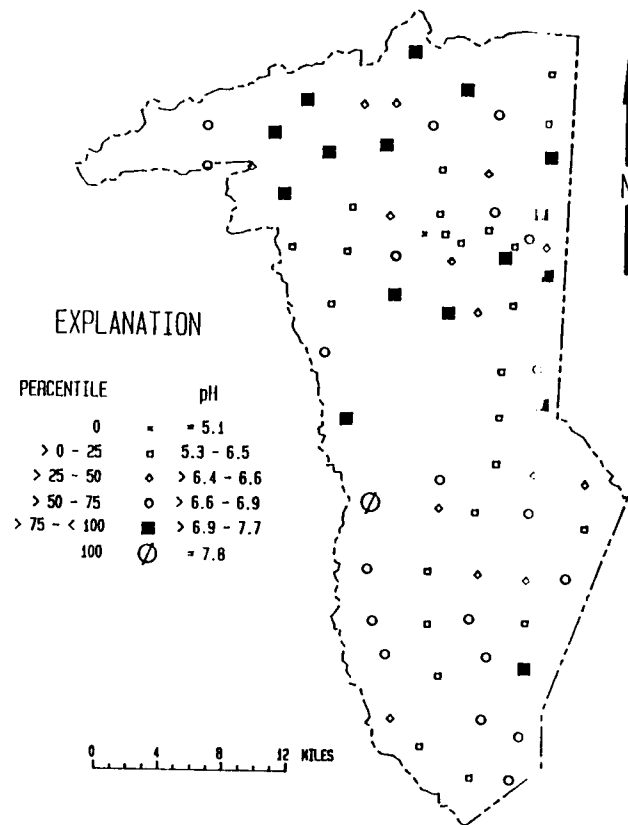 N
EXPLANATION
PERCENTILE pH
0 × = 5.1
> 0 - 25 □ 5.3 - 6.5
> 25 - 50 ◇ > 6.4 - 6.6
> 50 - 75 ○ > 6.6 - 6.9
> 75 - < 100 ■ > 6.9 - 7.7
100 Ø = 7.8
0 4 8 12 MILES